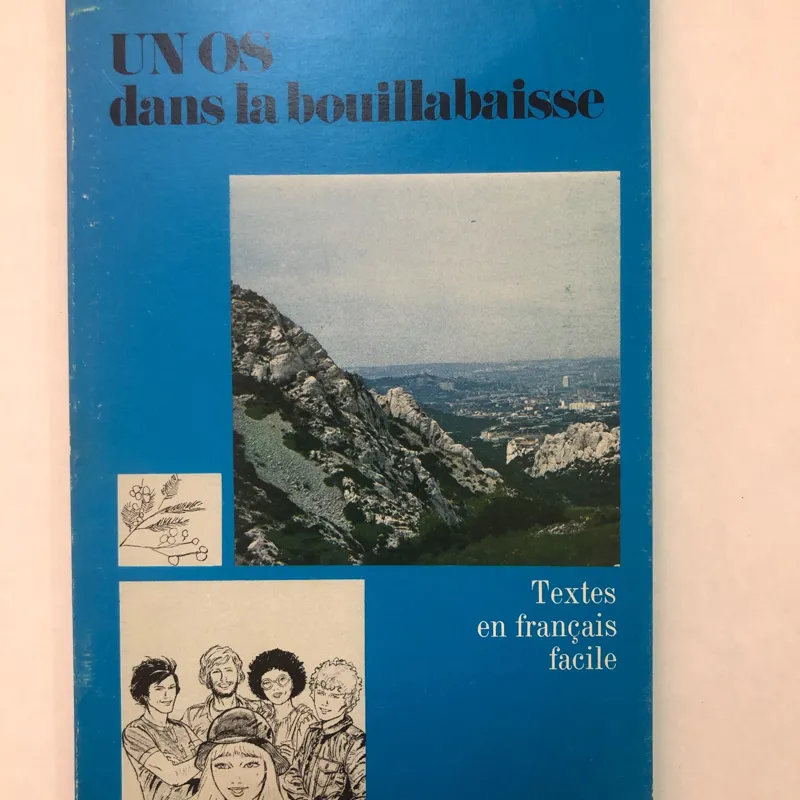 UN OS
dans la bouillabaisse
Textes
en français
facile